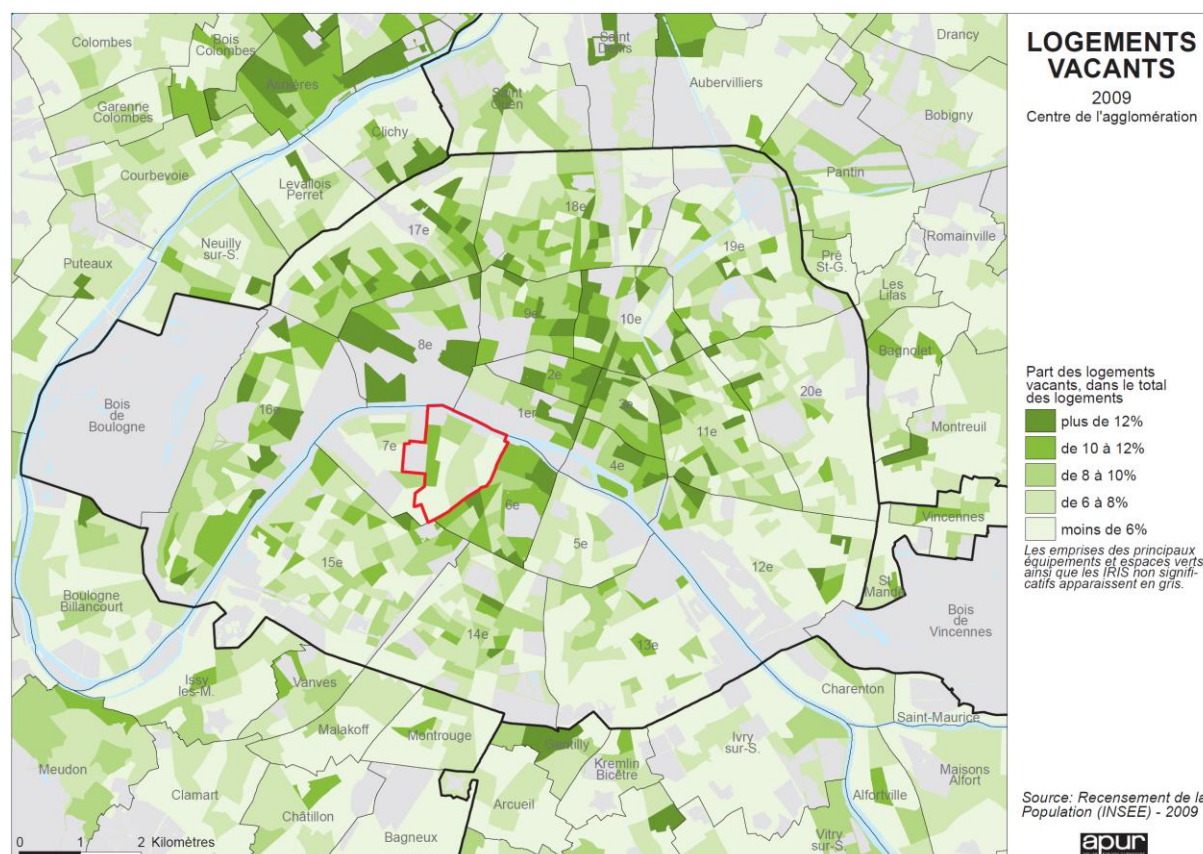 Colombes
Bois
Colombes
Asnières
Garenne
Colombes
Courbevoie
Clichy
Levallois
Perret
Neuilly
sur-S.
Puteaux
Saint
Ouen
Saint
Denis
Aubervilliers
Drancy
Bobigny
Pantin
Romainville
Pré
St-G.
Les
Lilas
Bagnolet
Montreuil
Vincennes
St
Mandé
Bois
de
Vincennes
Bois
de
Boulogne
17e
18e
19e
8e
9e
10e
2e
1er
3e
16e
7e
4e
11e
20e
6e
5e
15e
12e
14e
13e
Boulogne
Billancourt
Issy
les-M.
Vanves
Malakoff
Montrouge
Gentilly
Kremlin
Bicêtre
Ivry
sur-S.
Charenton
Saint-Maurice
Maisons
Alfort
Alfortville
Vitry
sur-S.
Meudon
Clamart
Châtillon
Bagneux
Arcueil
0 1 2 Kilomètres
LOGEMENTS
VACANTS
2009
Centre de l'agglomération
Part des logements
vacants, dans le total
des logements
plus de 12%
de 10 à 12%
de 8 à 10%
de 6 à 8%
moins de 6%
Les emprises des principaux
équipements et espaces verts
ainsi que les IRIS non signifi-
catifs apparaissent en gris.
Source: Recensement de la
Population (INSEE) - 2009
apur